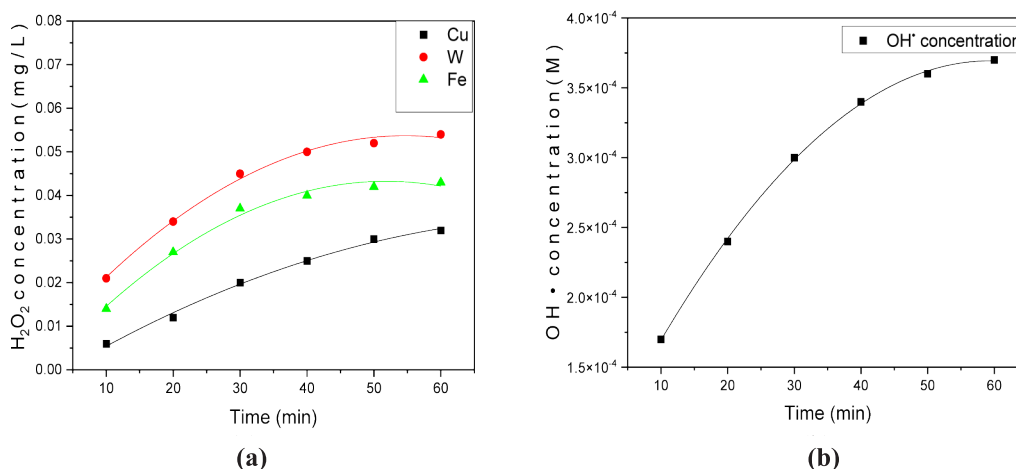 0.08
0.07
0.06
0.05
0.04
0.03
0.02
0.01
0.00
H₂O₂ concentration (mg/L)
Cu
W
Fe
10 20 30 40 50 60
Time (min)
(a)
4.0×10⁻⁴
3.5×10⁻⁴
3.0×10⁻⁴
2.5×10⁻⁴
2.0×10⁻⁴
1.5×10⁻⁴
OH• concentration (M)
OH• concentration
10 20 30 40 50 60
Time (min)
(b)